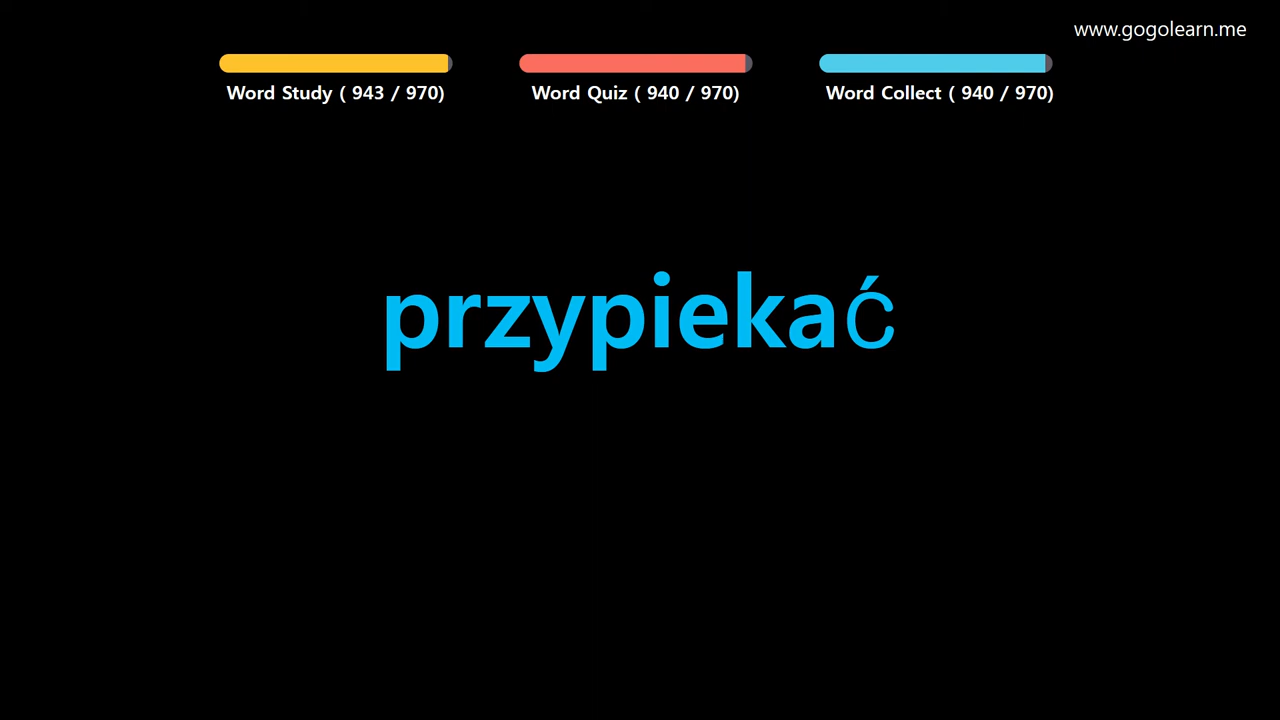 www.gogolearn.me
Word Study ( 943 / 970)
Word Quiz ( 940 / 970)
Word Collect ( 940 / 970)
przypiekać